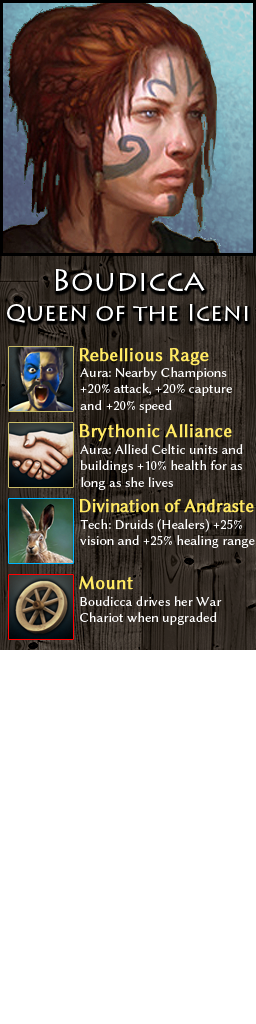 Boudicca
Queen of the Iceni
Rebellious Rage
Aura: Nearby Champions
+20% attack, +20% capture
and +20% speed
Brythonic Alliance
Aura: Allied Celtic units and
buildings +10% health for as
long as she lives
Divination of Andraste
Tech: Druids (Healers) +25%
vision and +25% healing range
Mount
Boudicca drives her War
Chariot when upgraded